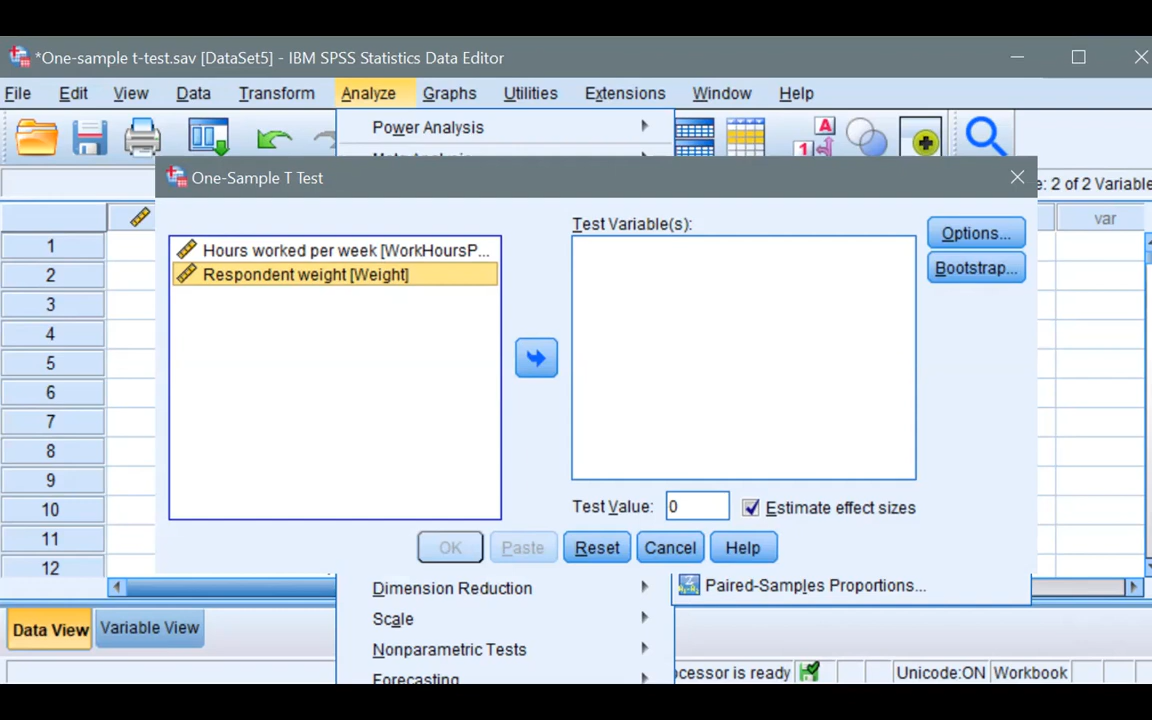 *One-sample t-test.sav [DataSet5] - IBM SPSS Statistics Data Editor
File Edit View Data Transform Analyze Graphs Utilities Extensions Window Help
Power Analysis
One-Sample T Test
: 2 of 2 Variable
Test Variable(s):
Options...
var
1
Hours worked per week [WorkHoursP...
2
Respondent weight [Weight]
Bootstrap...
3
4
5
6
7
8
9
10
Test Value: 0 Estimate effect sizes
11
OK Paste Reset Cancel Help
12
Dimension Reduction
Paired-Samples Proportions...
Scale
Data View Variable View
Nonparametric Tests
ocessor is ready Unicode:ON Workbook
Forecasting